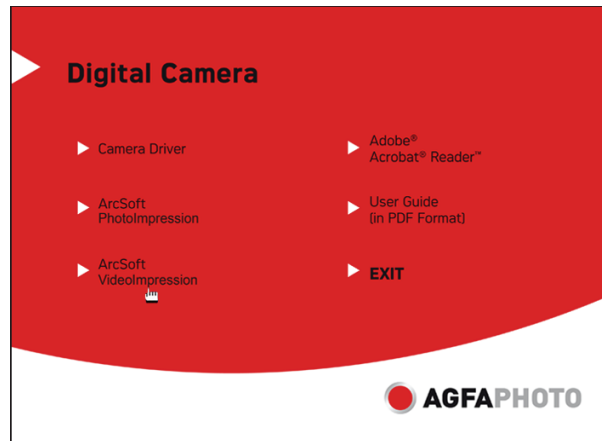 Digital Camera
Camera Driver
ArcSoft
PhotoImpression
ArcSoft
VideoImpression
Adobe®
Acrobat® Reader™
User Guide
(in PDF Format)
EXIT
AGFAPHOTO